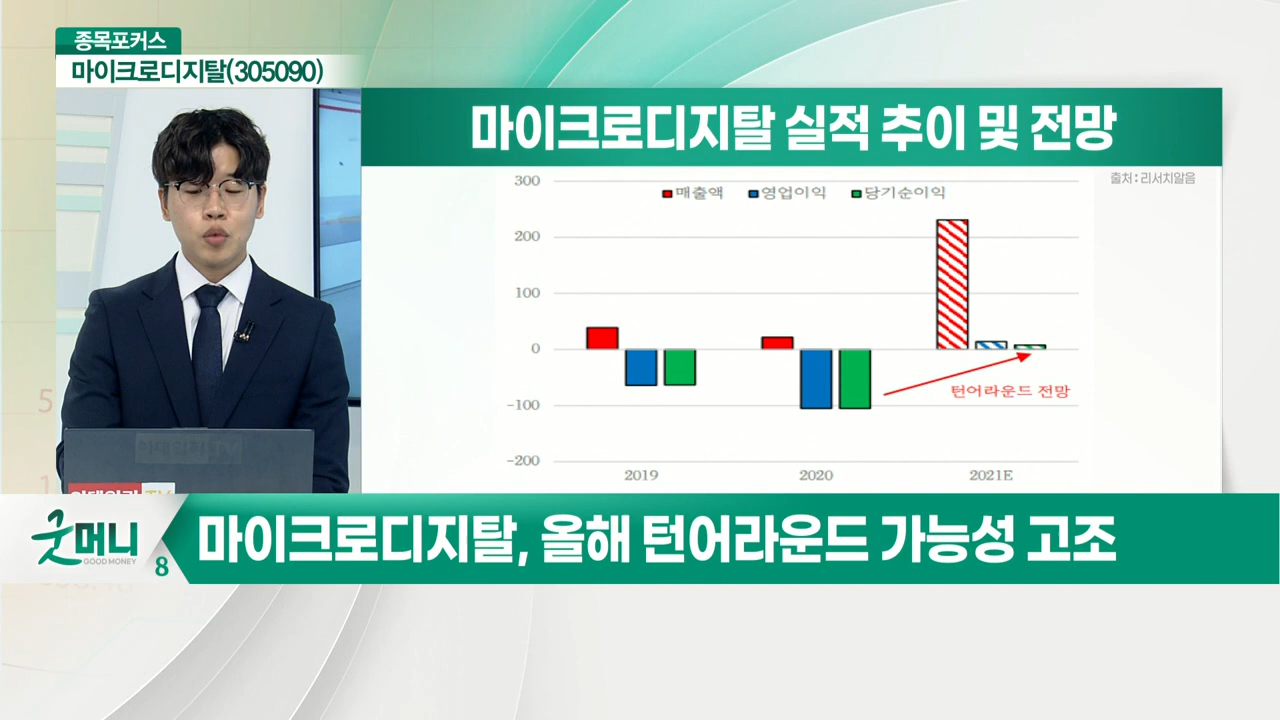 종목포커스
마이크로디지탈(305090)
마이크로디지탈 실적 추이 및 전망
출처 : 리서치알음
매출액 영업이익 당기순이익
300
200
100
0
-100
-200
턴어라운드 전망
2019 2020 2021E
굿머니
GOOD MONEY
8
마이크로디지탈, 올해 턴어라운드 가능성 고조